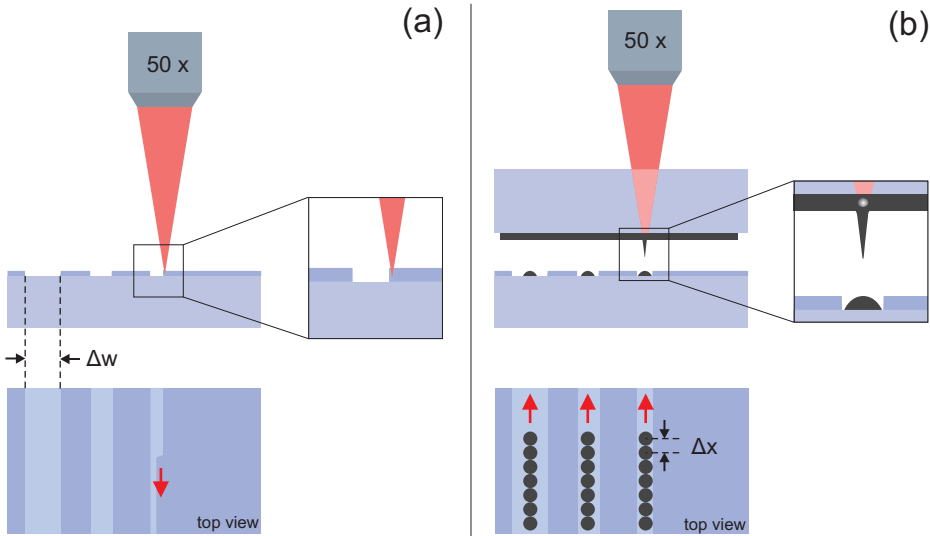 (a)
50 x
Δw
top view
(b)
50 x
Δx
top view